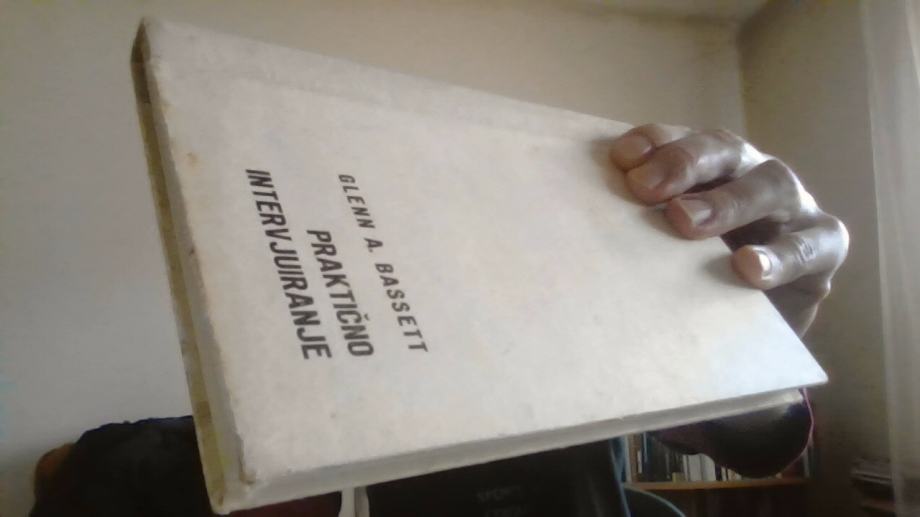 GLENN A. BASSETT
PRAKTIČNO
INTERVJUIRANJE